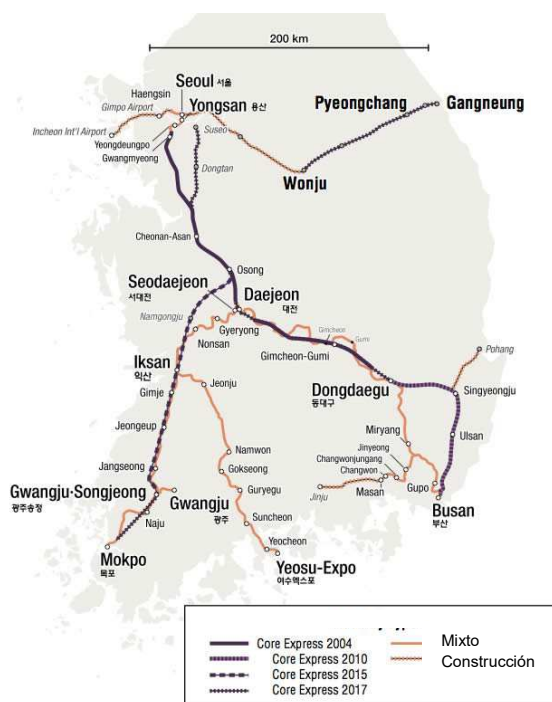 200 km
Seoul 서울
Haengsin
Gimpo Airport
Yongsan 용산
Incheon Int'l Airport
Suseo
Yeongdeungpo
Gwangmyeong
Pyeongchang
Gangneung
Dongtan
Wonju
Cheonan-Asan
Osong
Seodaejeon
서대전
Daejeon
대전
Namgongju
Gyeryong
Nonsan
Gimcheon
Gumi
Gimcheon-Gumi
Pohang
Iksan
익산
Jeonju
Gimje
Dongdaegu
동대구
Singyeongju
Jeongeup
Miryang
Ulsan
Namwon
Jinyeong
Changwonjungang
Changwon
Jangseong
Gokseong
Gwangju·Songjeong
광주송정
Gwangju
광주
Guryegu
Jinju
Masan
Gupo
Busan
부산
Naju
Suncheon
Mokpo
목포
Yeocheon
Yeosu-Expo
여수엑스포
Core Express 2004
Mixto
Core Express 2010
Construcción
Core Express 2015
Core Express 2017